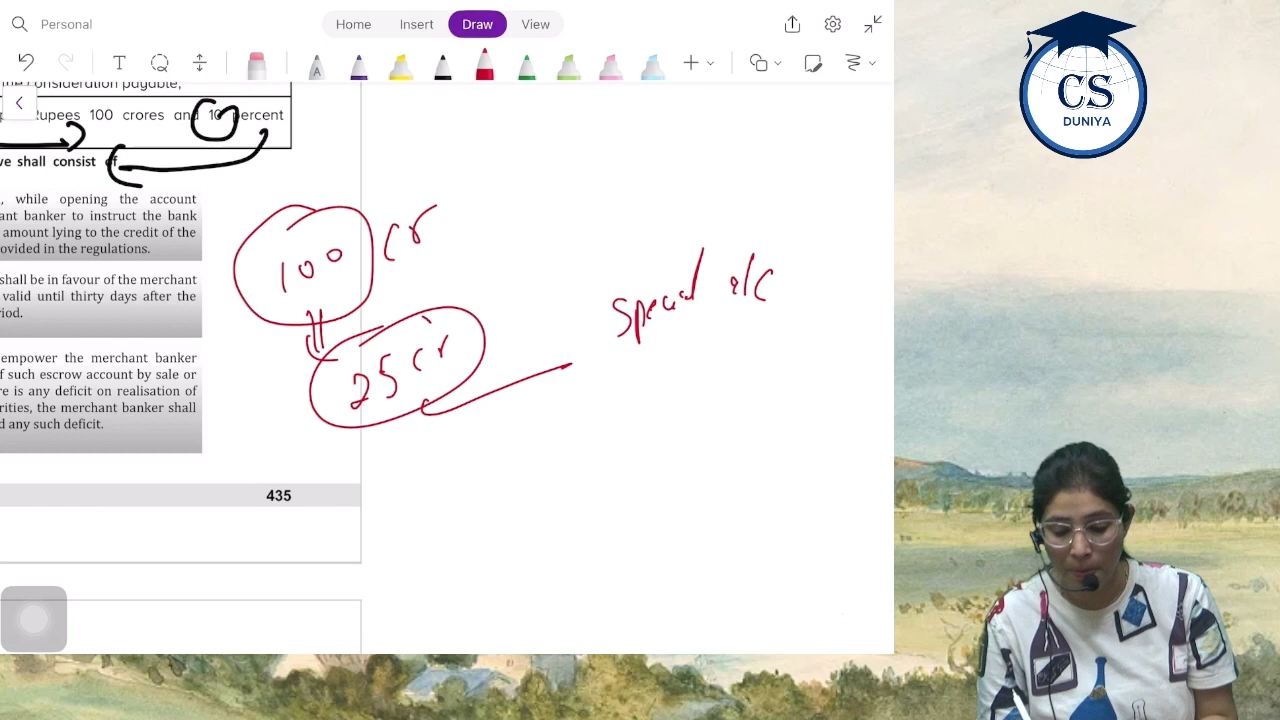 Personal
Home Insert Draw View
T
A
consideration payable,
Rupees 100 crores and 10 percent
ve shall consist of
, while opening the account
ant banker to instruct the bank
amount lying to the credit of the
ovided in the regulations.
shall be in favour of the merchant
valid until thirty days after the
riod.
empower the merchant banker
f such escrow account by sale or
re is any deficit on realisation of
rities, the merchant banker shall
d any such deficit.
435
100 cr
25 cr
Special a/c
CS
DUNIYA